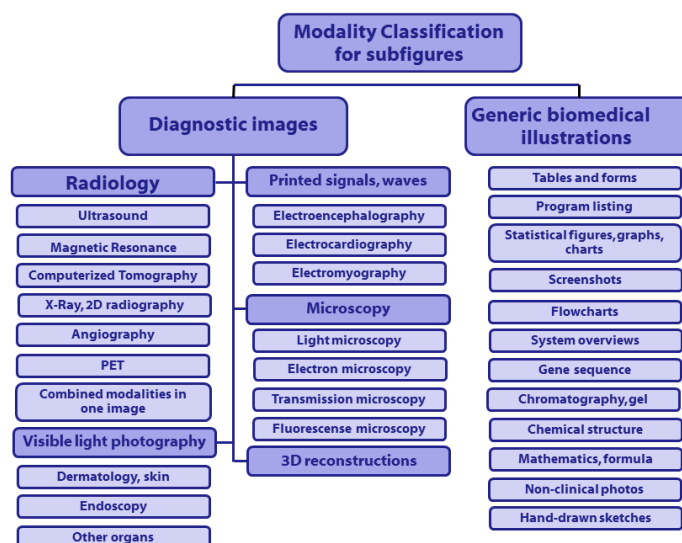 Modality Classification
for subfigures
Diagnostic images
Generic biomedical
illustrations
Radiology
Ultrasound
Magnetic Resonance
Computerized Tomography
X-Ray, 2D radiography
Angiography
PET
Combined modalities in
one image
Visible light photography
Dermatology, skin
Endoscopy
Other organs
Printed signals, waves
Electroencephalography
Electrocardiography
Electromyography
Microscopy
Light microscopy
Electron microscopy
Transmission microscopy
Fluorescense microscopy
3D reconstructions
Tables and forms
Program listing
Statistical figures, graphs,
charts
Screenshots
Flowcharts
System overviews
Gene sequence
Chromatography, gel
Chemical structure
Mathematics, formula
Non-clinical photos
Hand-drawn sketches